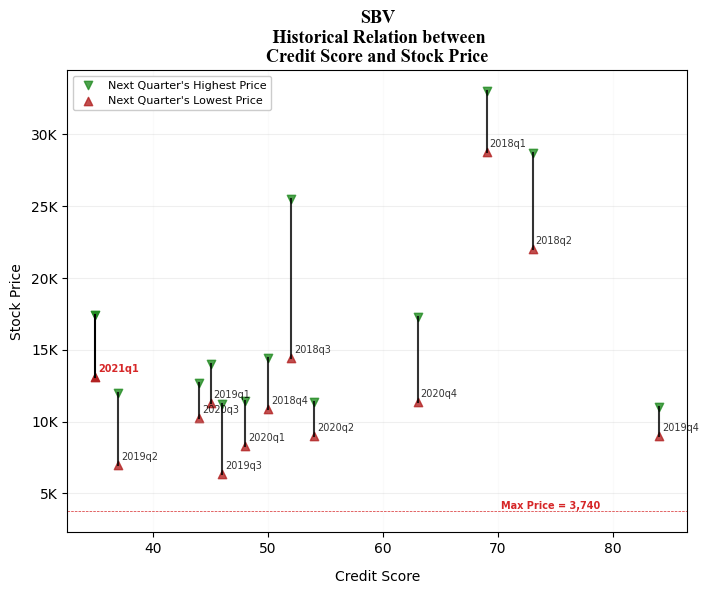 SBV
Historical Relation between
Credit Score and Stock Price
Next Quarter's Highest Price
Next Quarter's Lowest Price
30K
25K
20K
15K
10K
5K
Stock Price
2018q1
2018q2
2018q3
2021q1
2019q1
2020q4
2018q4
2020q3
2020q2
2019q4
2020q1
2019q2
2019q3
Max Price = 3,740
40
50
60
70
80
Credit Score